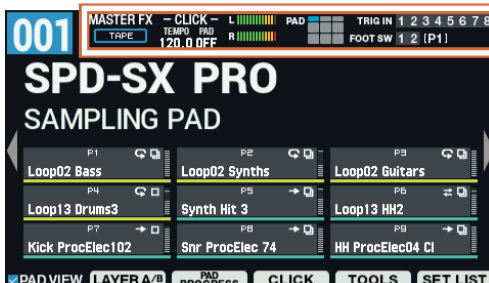 001
MASTER FX – CLICK – L PAD TRIG IN 1 2 3 4 5 6 7 8
TAPE TEMPO PAD R FOOT SW 1 2 [P1]
120.0 OFF
SPD-SX PRO
SAMPLING PAD
P1 P2 P3
Loop02 Bass Loop02 Synths Loop02 Guitars
P4 P5 P6
Loop13 Drums3 Synth Hit 3 Loop13 HH2
P7 P8 P9
Kick ProcElec102 Snr ProcElec 74 HH ProcElec04 Cl
PAD VIEW LAYER A/B PAD PROGRESS CLICK TOOLS SET LIST